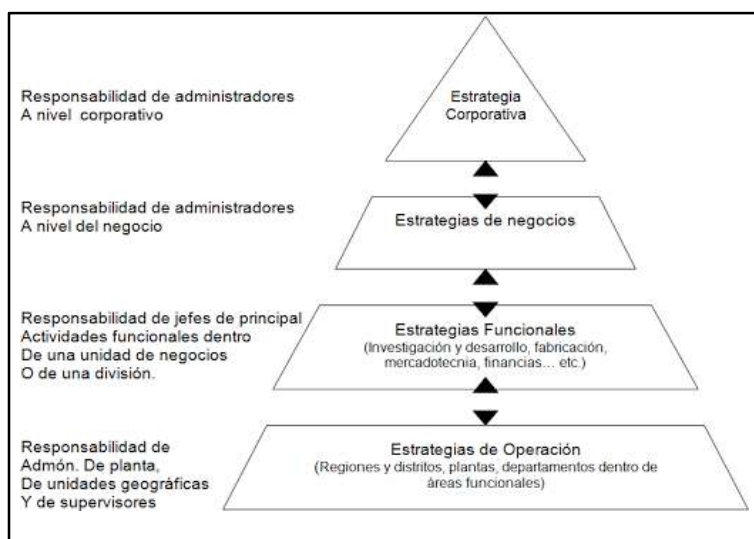 Responsabilidad de administradores
A nivel corporativo
Estrategia
Corporativa
Responsabilidad de administradores
A nivel del negocio
Estrategias de negocios
Responsabilidad de jefes de principal
Actividades funcionales dentro
De una unidad de negocios
O de una división.
Estrategias Funcionales
(Investigación y desarrollo, fabricación,
mercadotecnia, financias... etc.)
Responsabilidad de
Admón. De planta,
De unidades geográficas
Y de supervisores
Estrategias de Operación
(Regiones y distritos, plantas, departamentos dentro de
áreas funcionales)